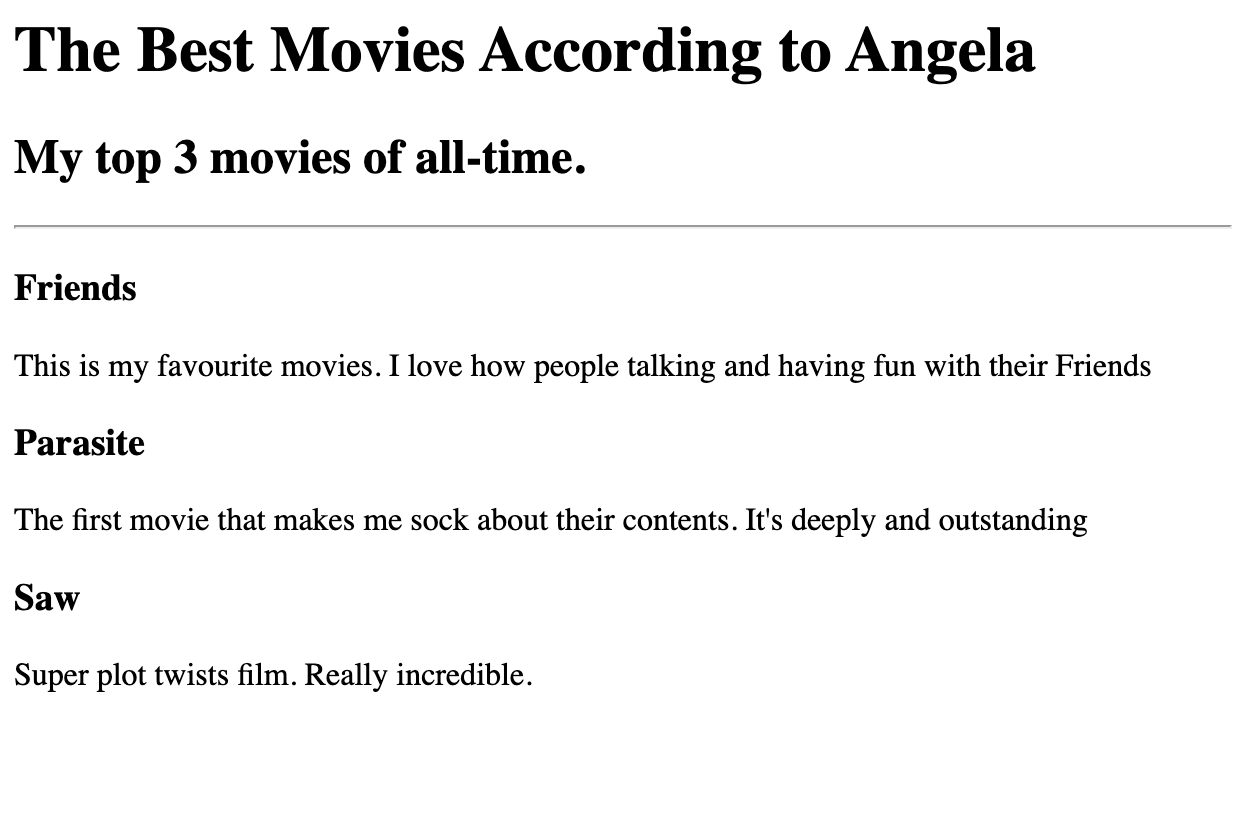 The Best Movies According to Angela
My top 3 movies of all-time.
Friends
This is my favourite movies. I love how people talking and having fun with their Friends
Parasite
The first movie that makes me sock about their contents. It's deeply and outstanding
Saw
Super plot twists film. Really incredible.